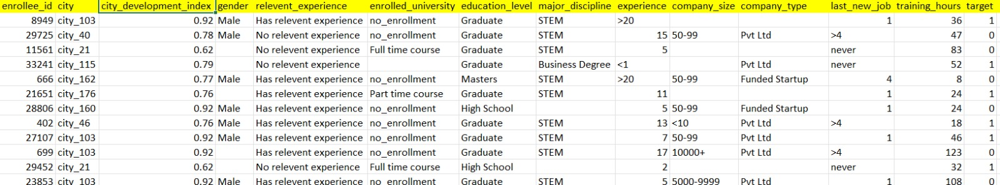 enrollee_id city city_development_index gender relevent_experience enrolled_university education_level major_discipline experience company_size company_type last_new_job training_hours target
8949 city_103 0.92 Male Has relevent experience no_enrollment Graduate STEM >20 1 36 1
29725 city_40 0.78 Male No relevent experience no_enrollment Graduate STEM 15 50-99 Pvt Ltd >4 47 0
11561 city_21 0.62 No relevent experience Full time course Graduate STEM 5 never 83 0
33241 city_115 0.79 No relevent experience Graduate Business Degree <1 Pvt Ltd never 52 1
666 city_162 0.77 Male Has relevent experience no_enrollment Masters STEM >20 50-99 Funded Startup 4 8 0
21651 city_176 0.76 Has relevent experience Part time course Graduate STEM 11 1 24 1
28806 city_160 0.92 Male Has relevent experience no_enrollment High School 5 50-99 Funded Startup 1 24 0
402 city_46 0.76 Male Has relevent experience no_enrollment Graduate STEM 13 <10 Pvt Ltd >4 18 1
27107 city_103 0.92 Male Has relevent experience no_enrollment Graduate STEM 7 50-99 Pvt Ltd 1 46 1
699 city_103 0.92 Has relevent experience no_enrollment Graduate STEM 17 10000+ Pvt Ltd >4 123 0
29452 city_21 0.62 No relevent experience Full time course High School 2 never 32 1
23853 city_103 0.92 Male Has relevent experience no_enrollment Graduate STEM 5 5000-9999 Pvt Ltd 1 108 0